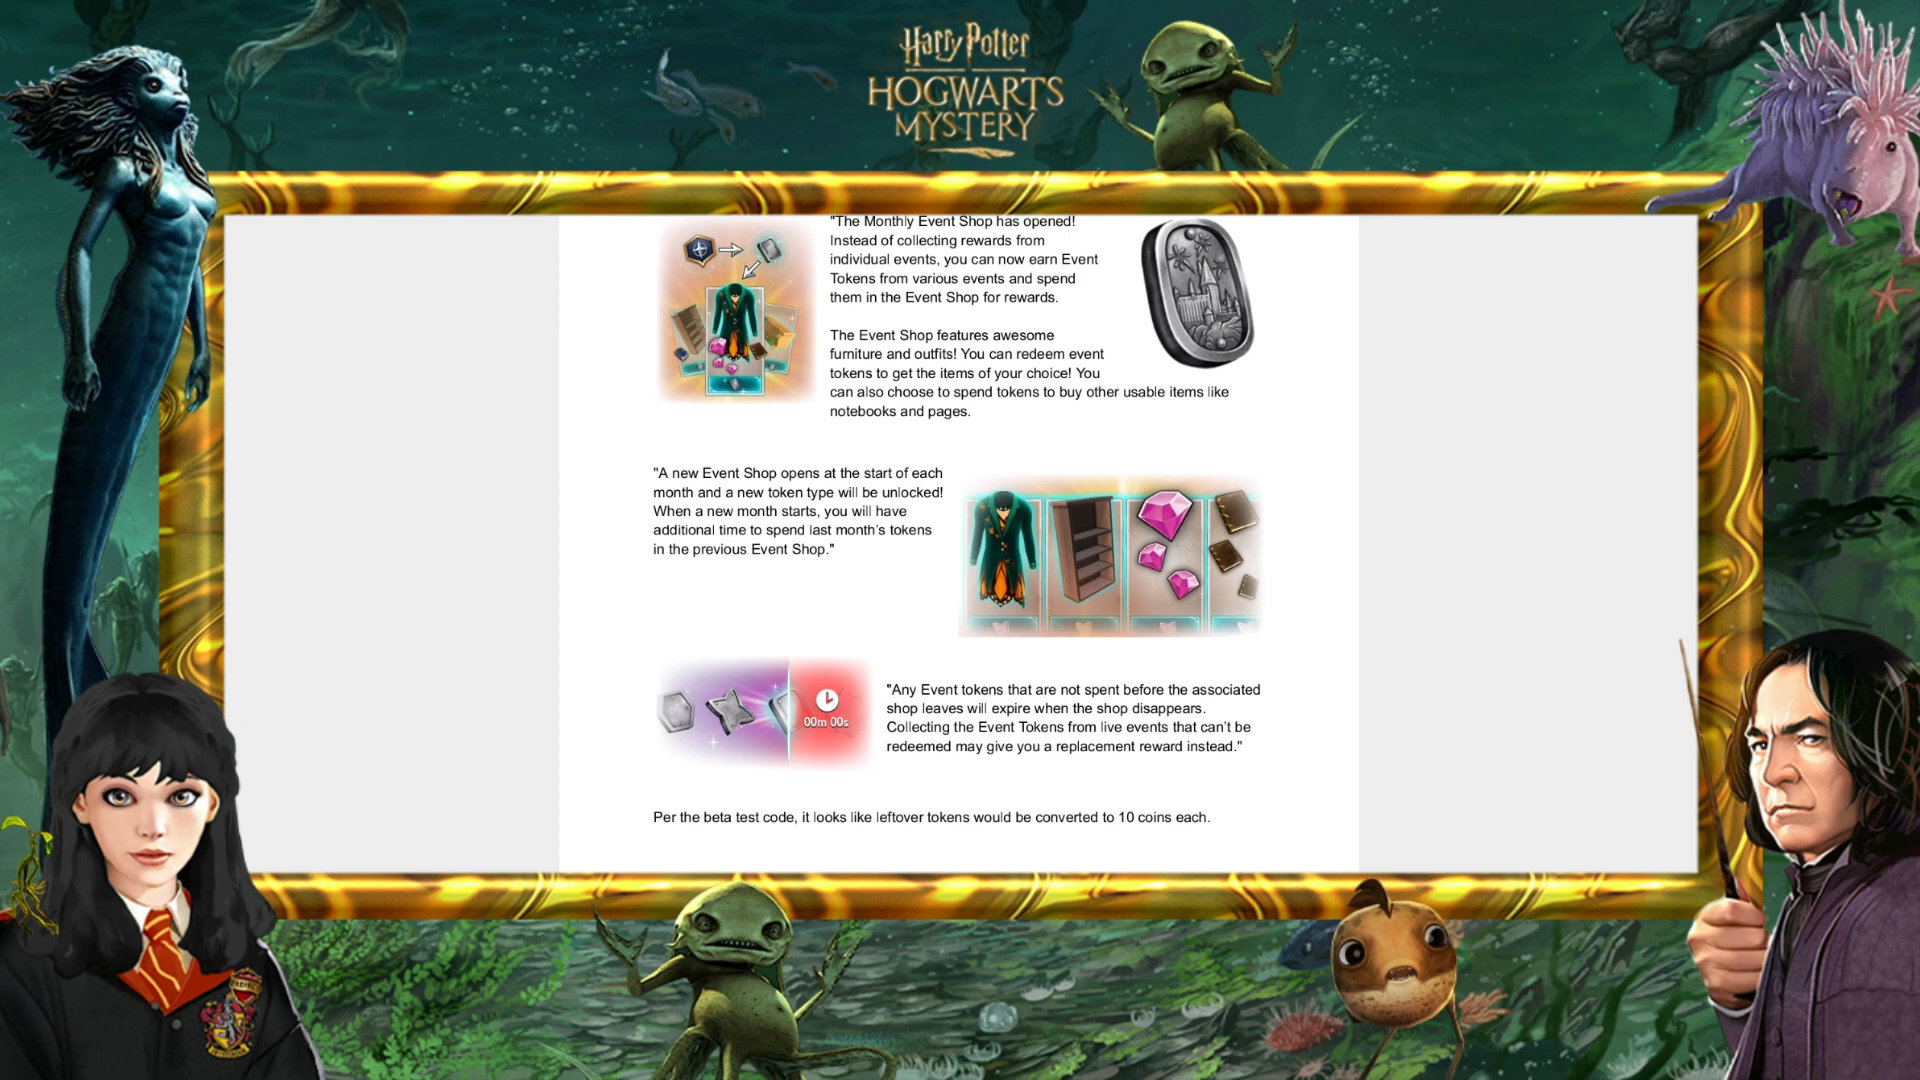 Harry Potter
HOGWARTS
MYSTERY
"The Monthly Event Shop has opened!
Instead of collecting rewards from
individual events, you can now earn Event
Tokens from various events and spend
them in the Event Shop for rewards.
The Event Shop features awesome
furniture and outfits! You can redeem event
tokens to get the items of your choice! You
can also choose to spend tokens to buy other usable items like
notebooks and pages.
"A new Event Shop opens at the start of each
month and a new token type will be unlocked!
When a new month starts, you will have
additional time to spend last month's tokens
in the previous Event Shop."
00m 00s
"Any Event tokens that are not spent before the associated
shop leaves will expire when the shop disappears.
Collecting the Event Tokens from live events that can't be
redeemed may give you a replacement reward instead."
Per the beta test code, it looks like leftover tokens would be converted to 10 coins each.
PREFECT